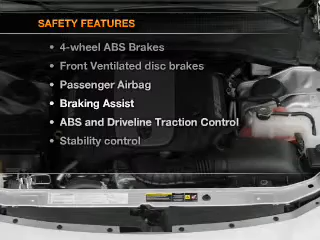 SAFETY FEATURES
• 4-wheel ABS Brakes
• Front Ventilated disc brakes
• Passenger Airbag
• Braking Assist
• ABS and Driveline Traction Control
• Stability control